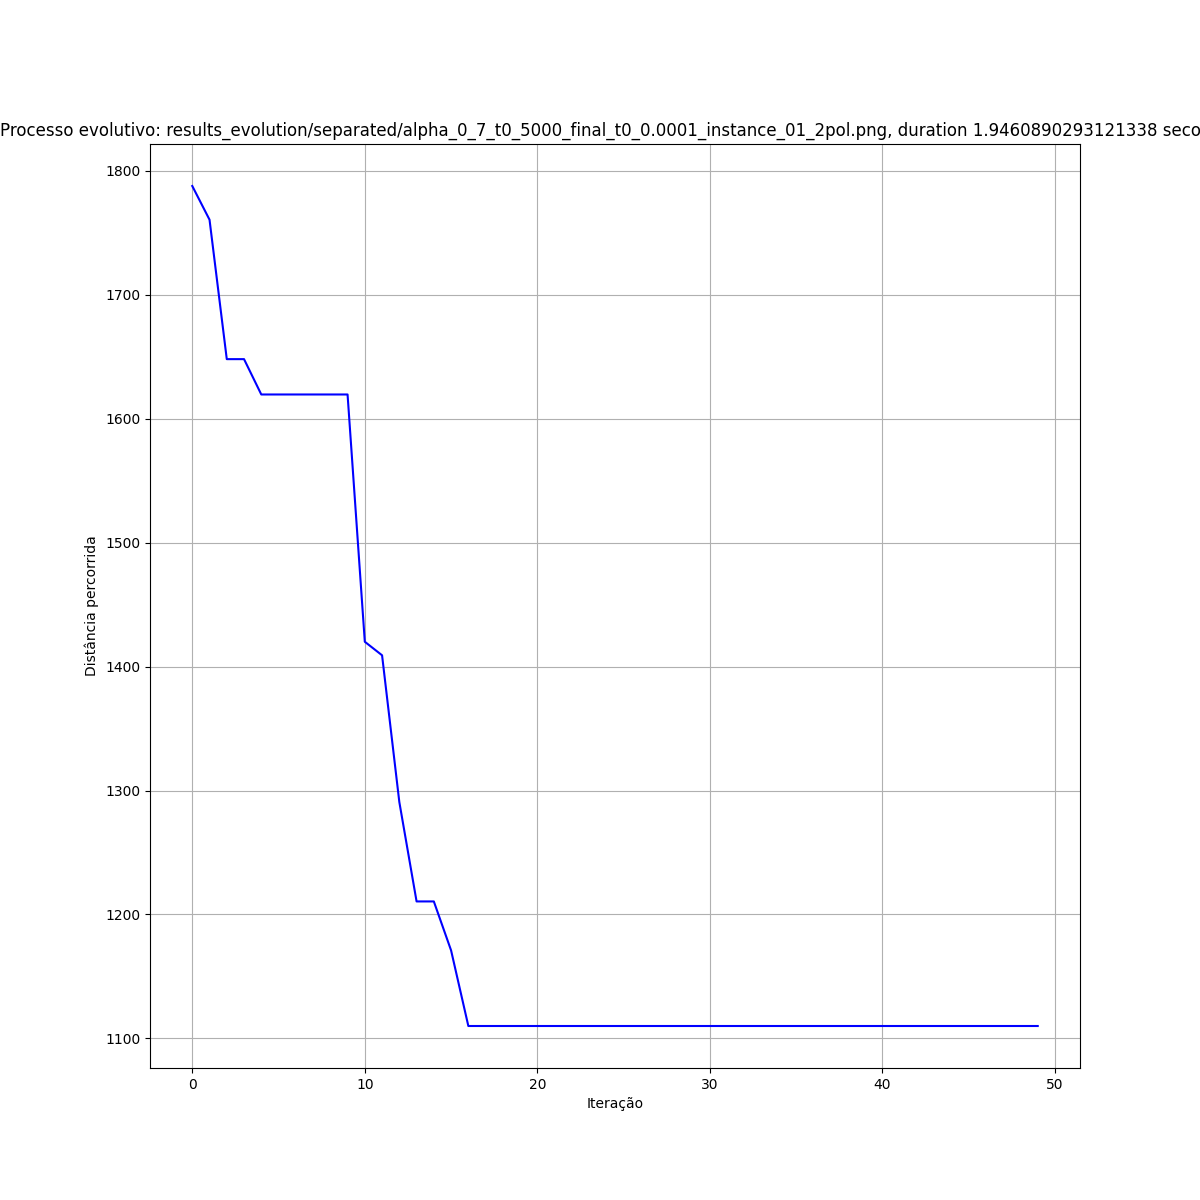 Processo evolutivo: results_evolution/separated/alpha_0_7_t0_5000_final_t0_0.0001_instance_01_2pol.png, duration 1.9460890293121338 seco
1800
1700
1600
1500
1400
1300
1200
1100
Distância percorrida
0 10 20 30 40 50
Iteração